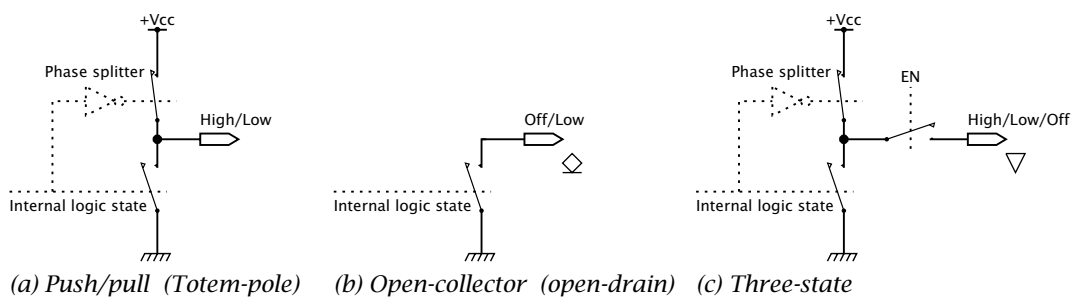 +Vcc
Phase splitter
High/Low
Internal logic state
(a) Push/pull (Totem-pole)
Off/Low
Internal logic state
(b) Open-collector (open-drain)
+Vcc
Phase splitter
EN
High/Low/Off
Internal logic state
(c) Three-state